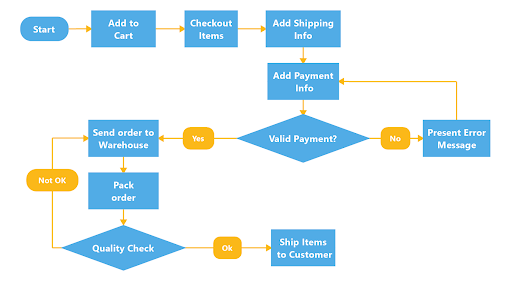 Start
Add to
Cart
Checkout
Items
Add Shipping
Info
Add Payment
Info
Valid Payment?
Yes
No
Send order to
Warehouse
Present Error
Message
Not OK
Pack
order
Quality Check
Ok
Ship Items
to Customer